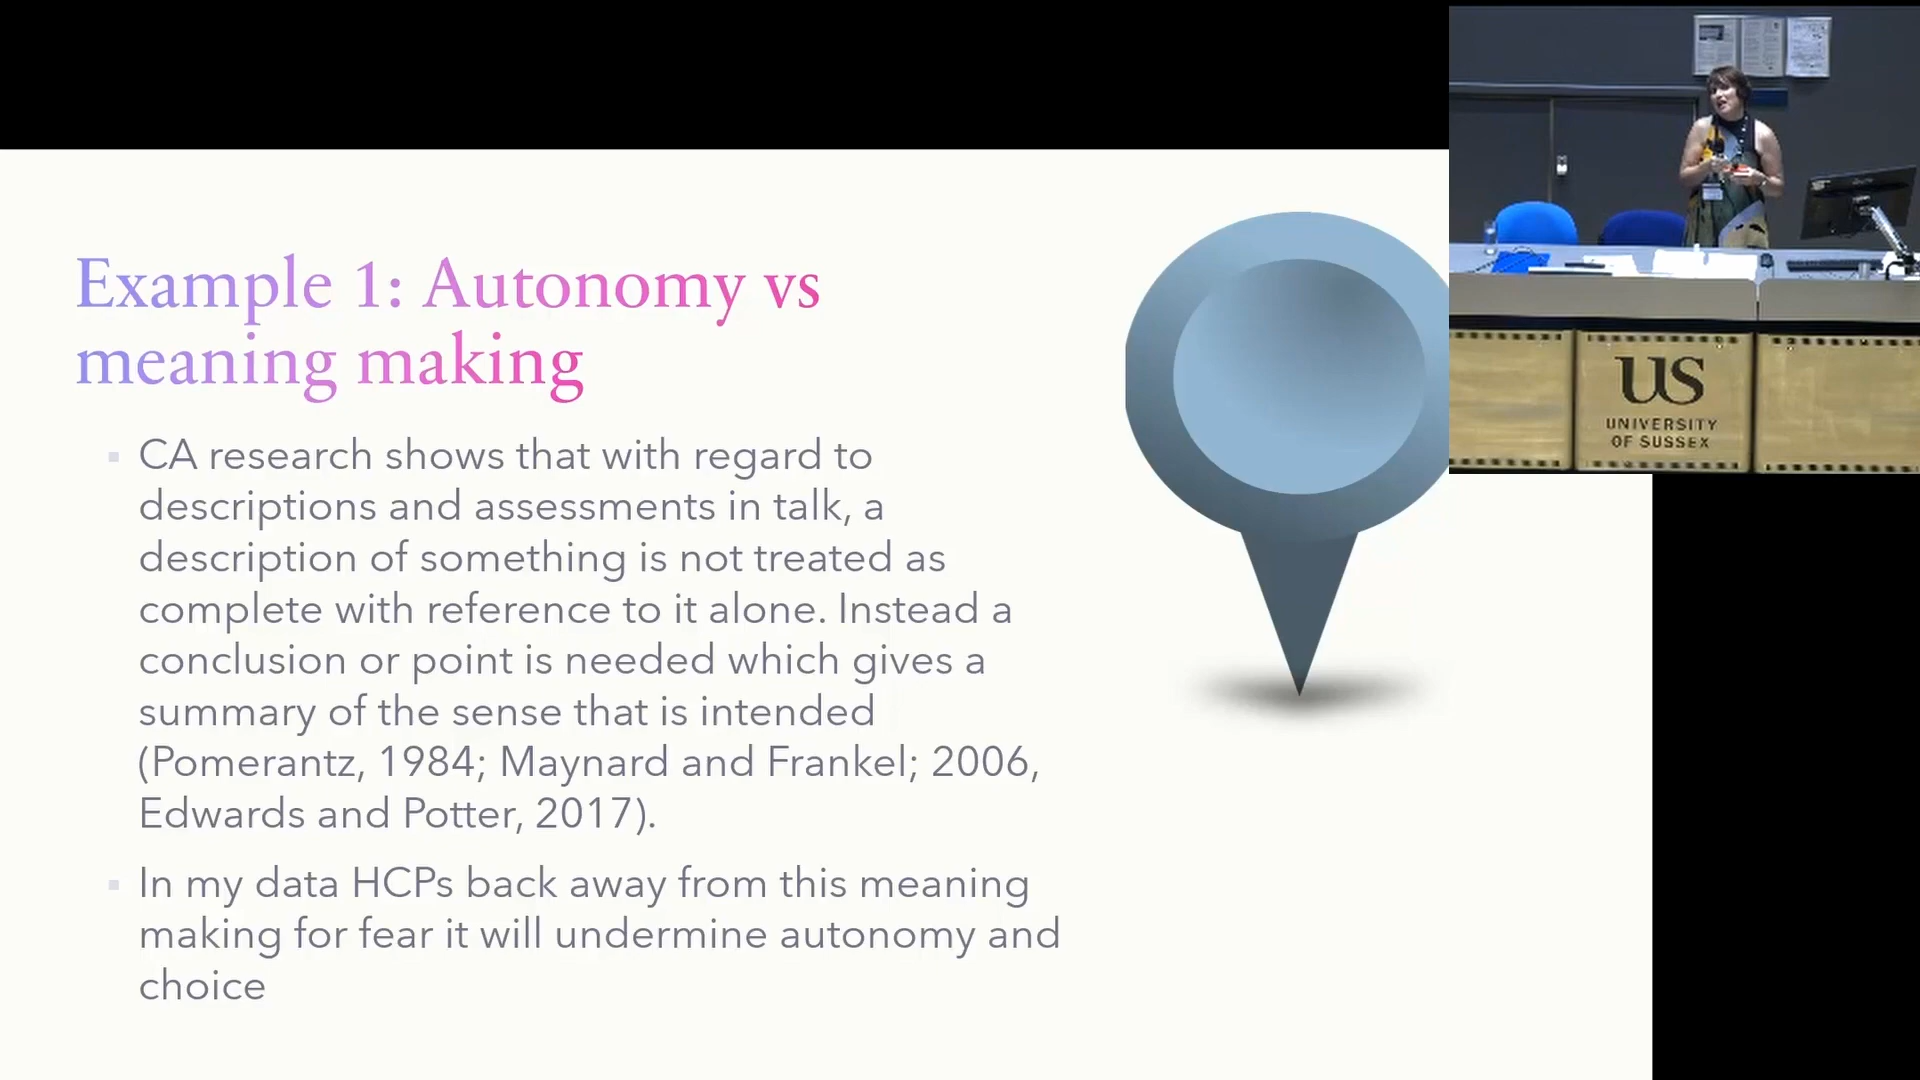 Example 1: Autonomy vs
meaning making
CA research shows that with regard to
descriptions and assessments in talk, a
description of something is not treated as
complete with reference to it alone. Instead a
conclusion or point is needed which gives a
summary of the sense that is intended
(Pomerantz, 1984; Maynard and Frankel; 2006,
Edwards and Potter, 2017).
In my data HCPs back away from this meaning
making for fear it will undermine autonomy and
choice
US
UNIVERSITY
OF SUSSEX